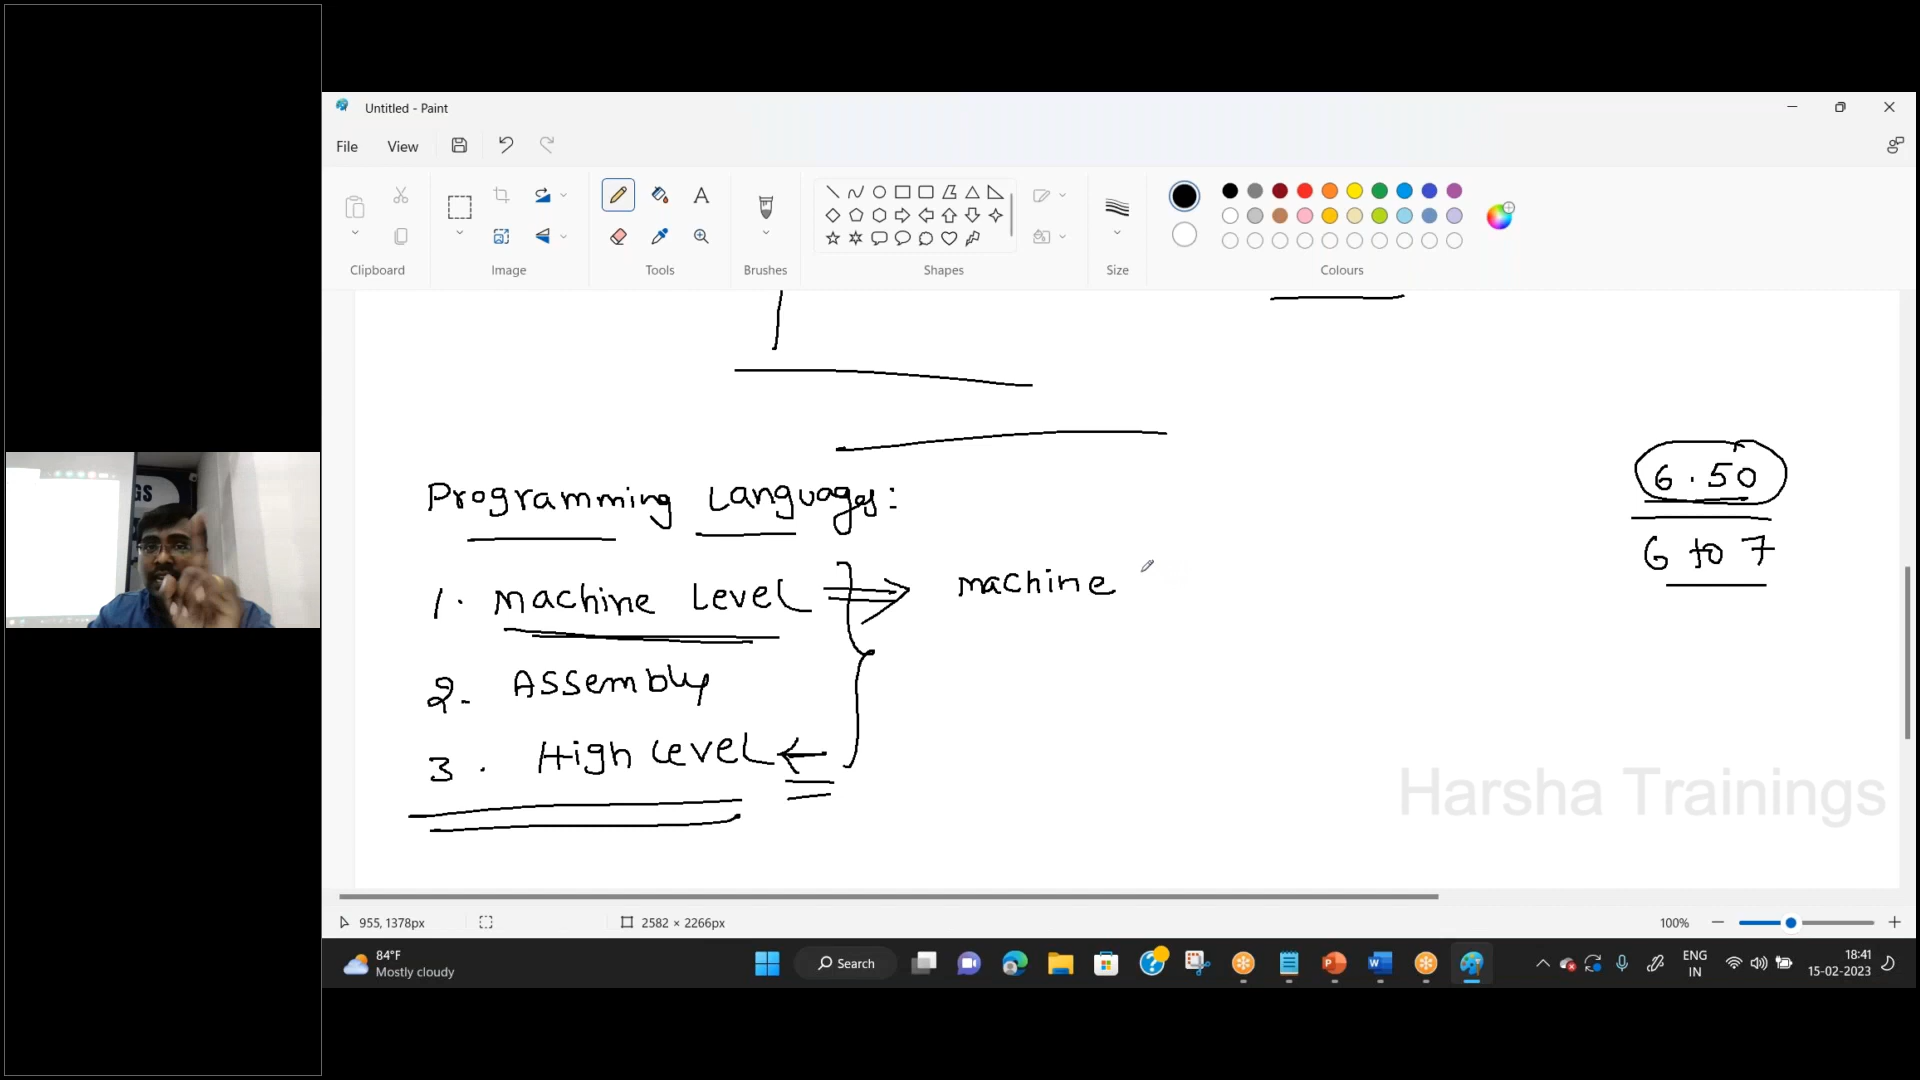 Untitled - Paint
File View
Clipboard Image Tools Brushes Shapes Size Colours
GS
6.50
6 to 7
Programming Languages:
1. Machine Level machine
2. Assembly
3. High Level
Harsha Trainings
955, 1378px 2582 × 2266px 100%
84°F
Mostly cloudy
Search
ENG
IN
18:41
15-02-2023